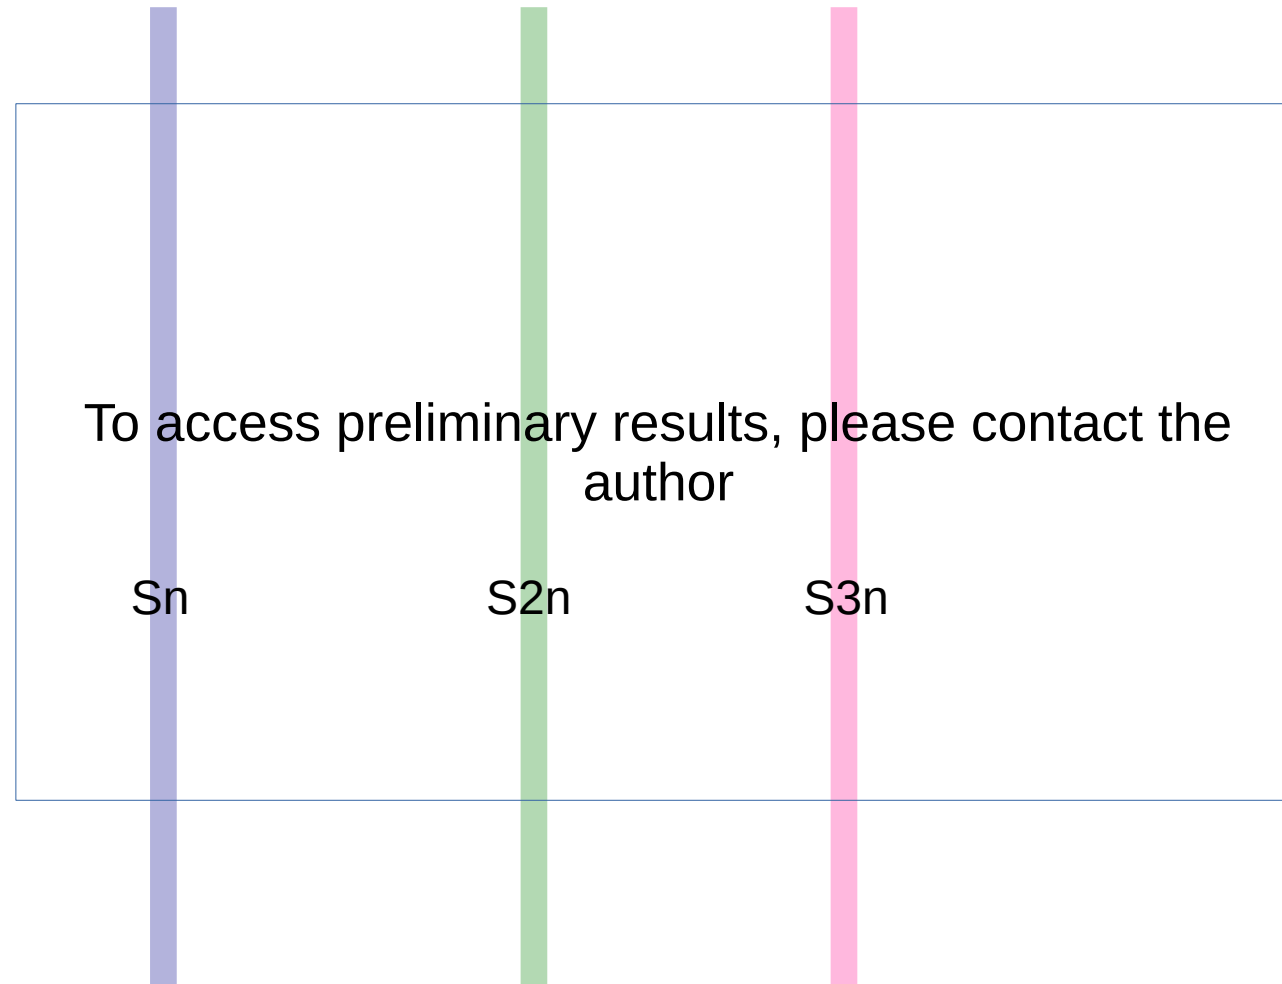 To access preliminary results, please contact the
author
Sn S2n S3n